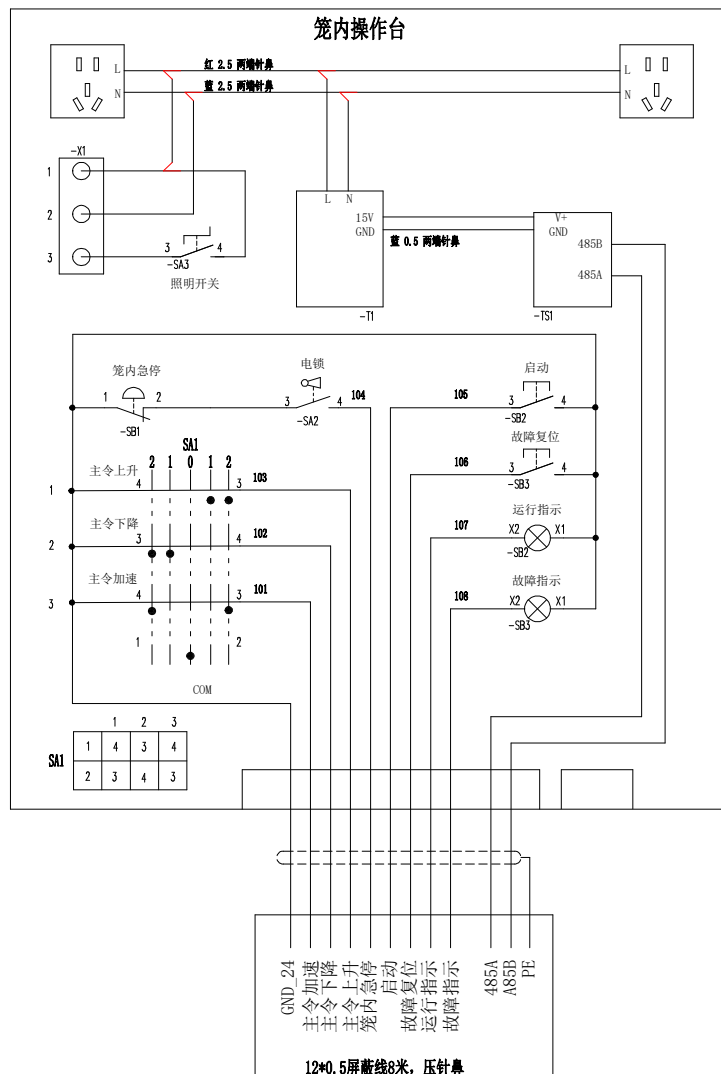 笼内操作台
L 红 2.5 两端针鼻 L
N 蓝 2.5 两端针鼻 N
-X1
1
2
3 3 4
-SA3
照明开关
L N
15V V+
GND GND
蓝 0.5 两端针鼻
485B
485A
-T1 -TS1
笼内急停 电锁 启动
1 2 3 4 104 105 3 4
-SB1 -SA2 -SB2
SA1 故障复位
2 1 0 1 2 106 3 4
主令上升 -SB3
1 4 3 103
运行指示
主令下降 107 X2 X1
2 3 4 102 -SB2
主令加速 故障指示
3 4 3 101 108 X2 X1
-SB3
1 2
COM
1 2 3
SA1
1 4 3 4
2 3 4 3
GND_24
主令加速
主令下降
主令上升
笼内急停
启动
故障复位
运行指示
故障指示
485A
A85B
PE
12*0.5屏蔽线8米，压针鼻